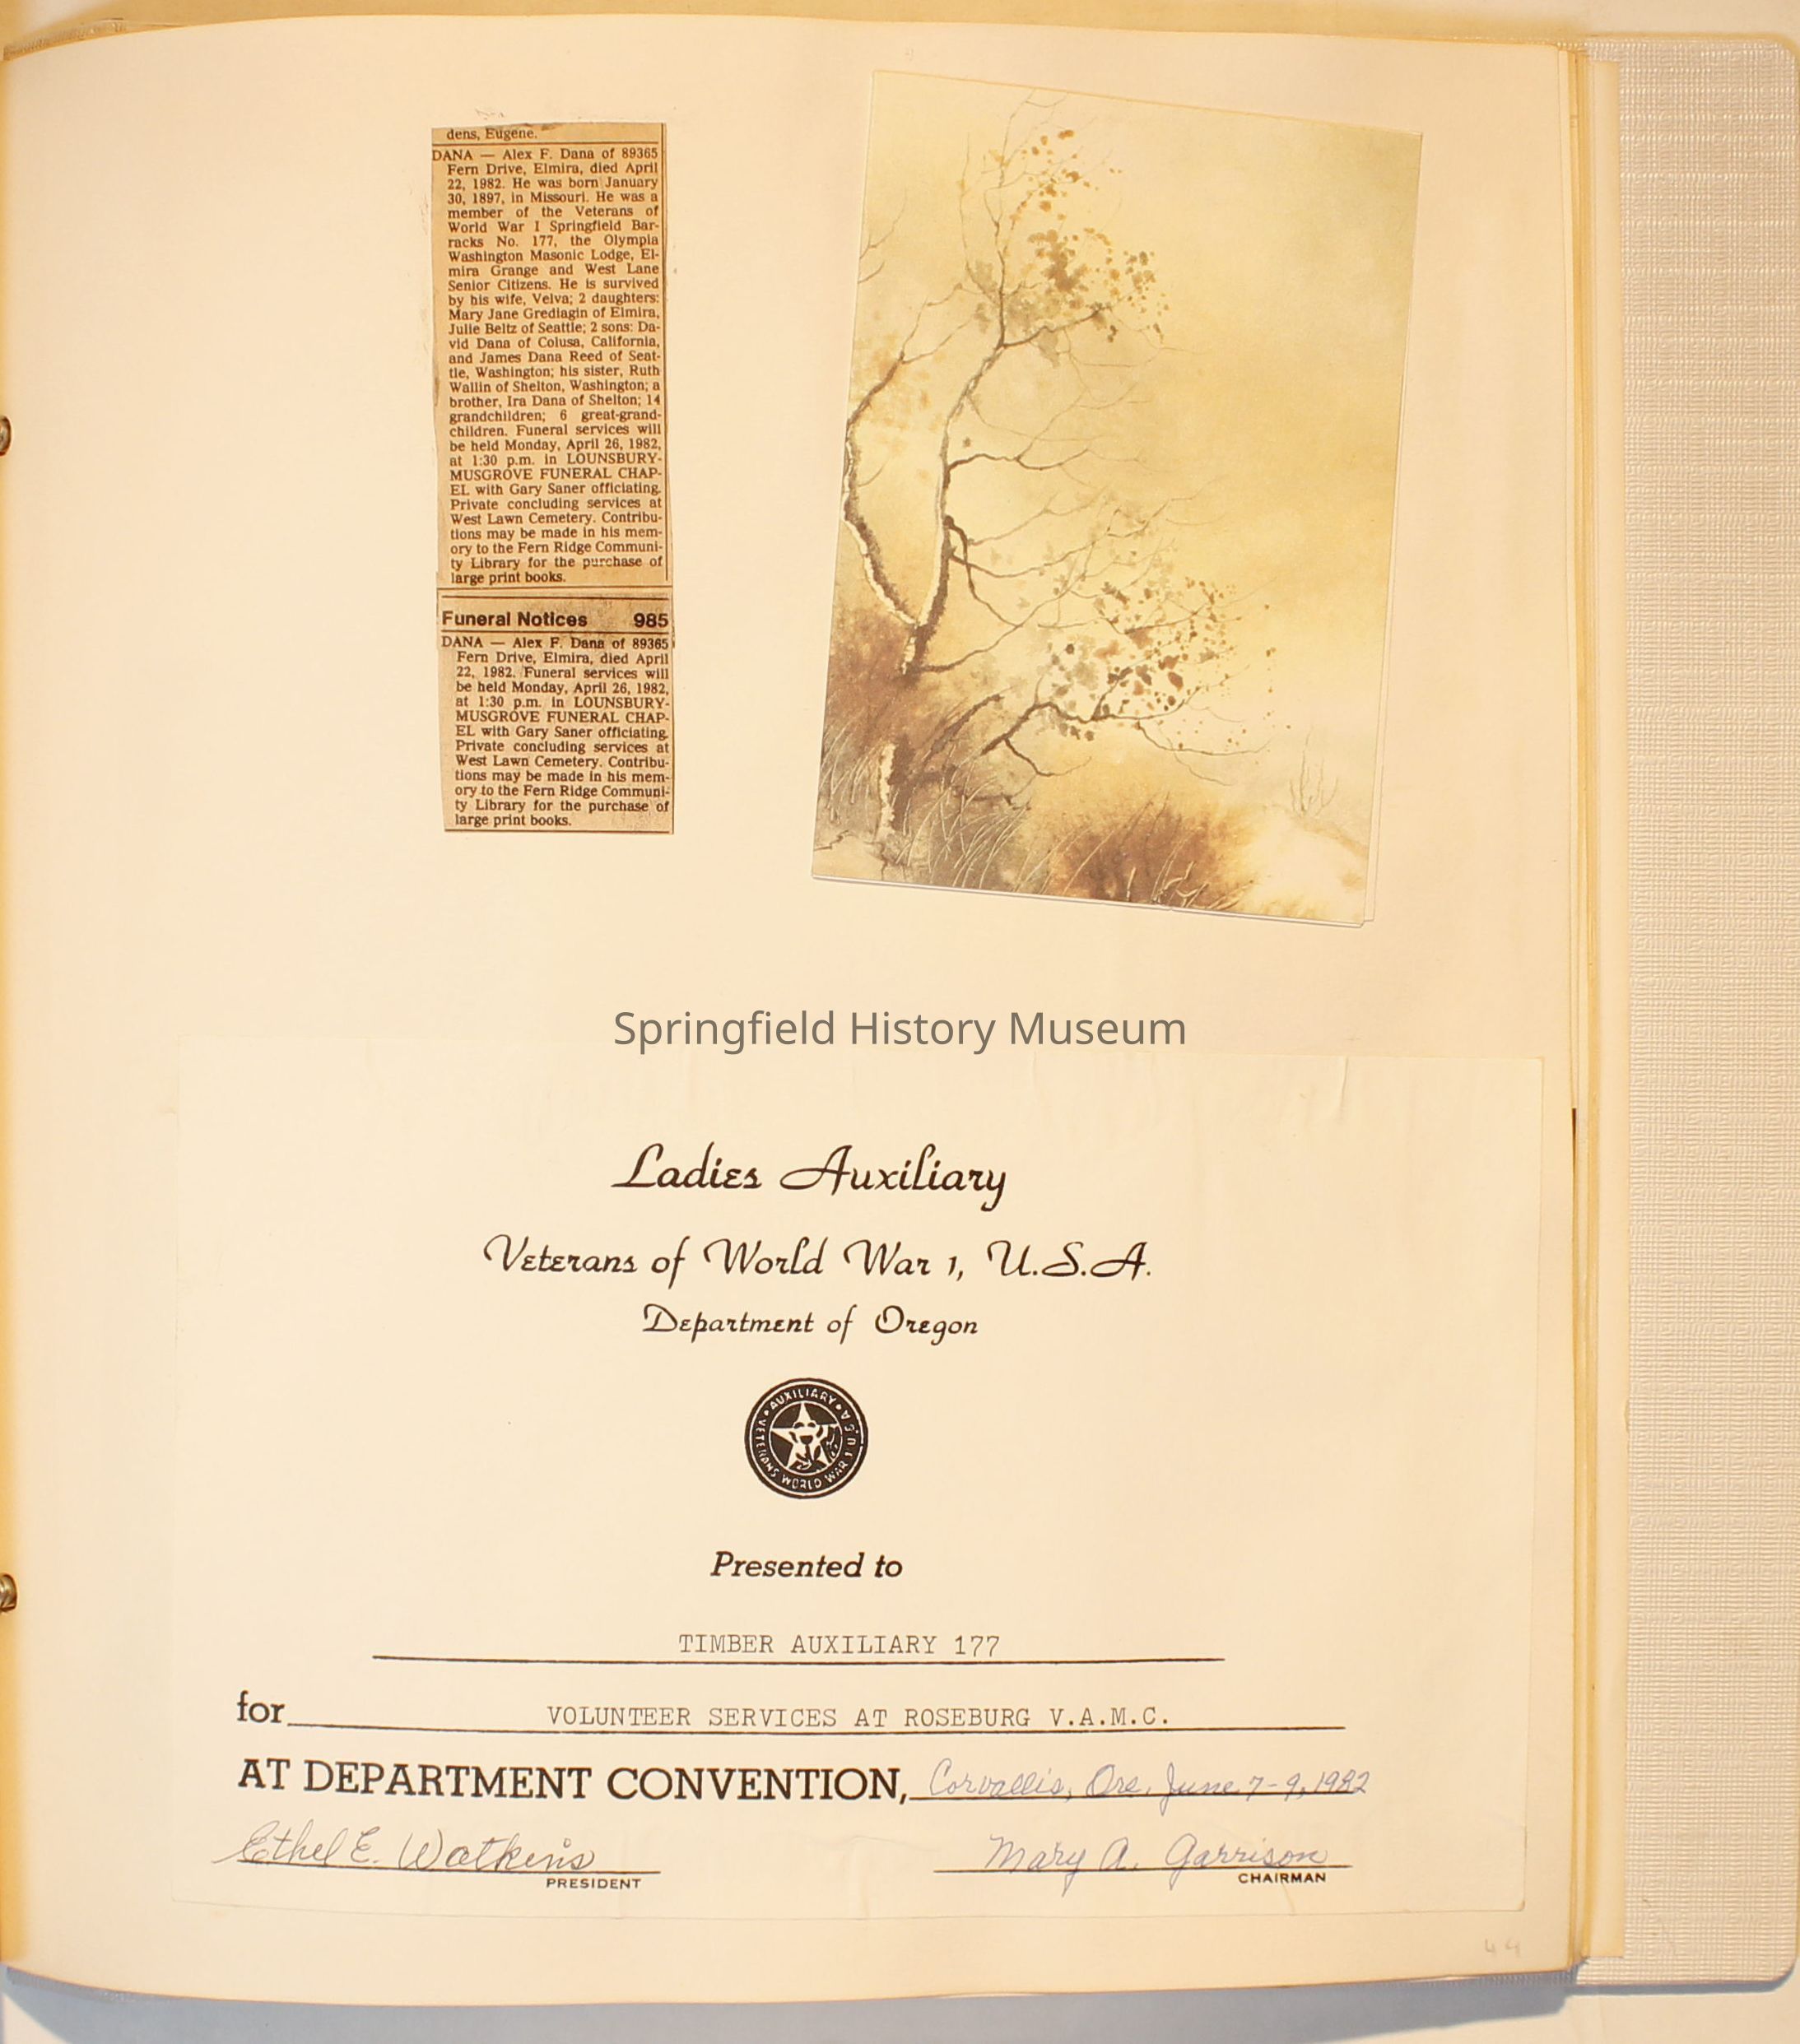 dens, Eugene.
DANA — Alex F. Dana of 89365
Fern Drive, Elmira, died April
22, 1982. He was born January
30, 1897, in Missouri. He was a
member of the Veterans of
World War I Springfield Bar-
racks No. 177, the Olympia
Washington Masonic Lodge, El-
mira Grange and West Lane
Senior Citizens. He is survived
by his wife, Velva; 2 daughters:
Mary Jane Grediagin of Elmira,
Julie Beltz of Seattle; 2 sons: Da-
vid Dana of Colusa, California,
and James Dana Reed of Seat-
tle, Washington; his sister, Ruth
Wallin of Shelton, Washington; a
brother, Ira Dana of Shelton; 14
grandchildren; 6 great-grand-
children. Funeral services will
be held Monday, April 26, 1982,
at 1:30 p.m. in LOUNSBURY-
MUSGROVE FUNERAL CHAP-
EL with Gary Saner officiating.
Private concluding services at
West Lawn Cemetery. Contribu-
tions may be made in his mem-
ory to the Fern Ridge Communi-
ty Library for the purchase of
large print books.
Funeral Notices 985
DANA — Alex F. Dana of 89365
Fern Drive, Elmira, died April
22, 1982. Funeral services will
be held Monday, April 26, 1982,
at 1:30 p.m. in LOUNSBURY-
MUSGROVE FUNERAL CHAP-
EL with Gary Saner officiating.
Private concluding services at
West Lawn Cemetery. Contribu-
tions may be made in his mem-
ory to the Fern Ridge Communi-
ty Library for the purchase of
large print books.
Springfield History Museum
Ladies Auxiliary
Veterans of World War 1, U.S.A.
Department of Oregon
AUXILIARY
VETERANS WORLD WAR 1 U.S.A.
Presented to
TIMBER AUXILIARY 177
for VOLUNTEER SERVICES AT ROSEBURG V.A.M.C.
AT DEPARTMENT CONVENTION, Corvallis, Ore. June 7-9, 1982
Ethel E. Watkins Mary A. Garrison
PRESIDENT CHAIRMAN
44